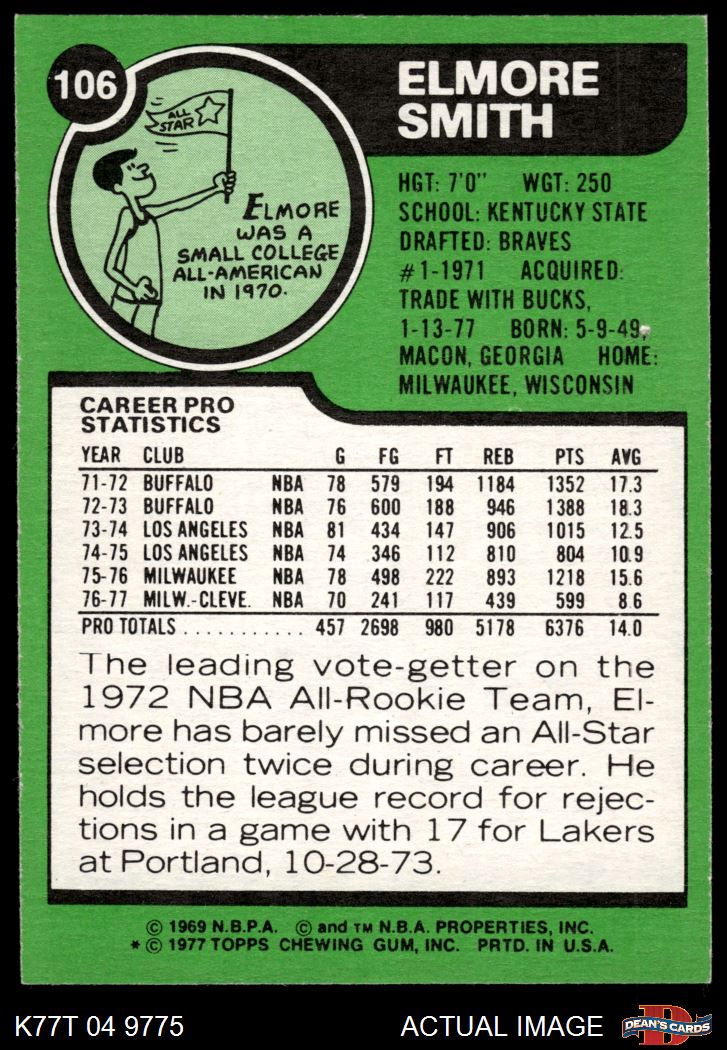 106
ELMORE
SMITH
ALL
STAR
ELMORE
WAS A
SMALL COLLEGE
ALL-AMERICAN
IN 1970.
HGT: 7'0" WGT: 250
SCHOOL: KENTUCKY STATE
DRAFTED: BRAVES
#1-1971 ACQUIRED:
TRADE WITH BUCKS,
1-13-77 BORN: 5-9-49,
MACON, GEORGIA HOME:
MILWAUKEE, WISCONSIN
CAREER PRO
STATISTICS
YEAR CLUB G FG FT REB PTS AVG
71-72 BUFFALO NBA 78 579 194 1184 1352 17.3
72-73 BUFFALO NBA 76 600 188 946 1388 18.3
73-74 LOS ANGELES NBA 81 434 147 906 1015 12.5
74-75 LOS ANGELES NBA 74 346 112 810 804 10.9
75-76 MILWAUKEE NBA 78 498 222 893 1218 15.6
76-77 MILW.-CLEVE. NBA 70 241 117 439 599 8.6
PRO TOTALS ........... 457 2698 980 5178 6376 14.0
The leading vote-getter on the
1972 NBA All-Rookie Team, El-
more has barely missed an All-Star
selection twice during career. He
holds the league record for rejec-
tions in a game with 17 for Lakers
at Portland, 10-28-73.
© 1969 N.B.P.A. © and TM N.B.A. PROPERTIES, INC.
* © 1977 TOPPS CHEWING GUM, INC. PRTD. IN U.S.A.
K77T 04 9775 ACTUAL IMAGE
D
DEAN'S CARDS